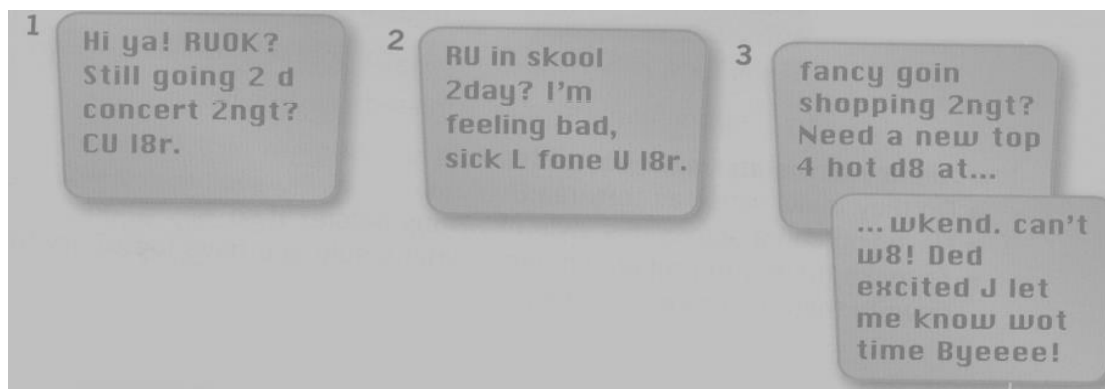 1
Hi ya! RUOK?
Still going 2 d
concert 2ngt?
CU l8r.
2
RU in skool
2day? I'm
feeling bad,
sick L fone U l8r.
3
fancy goin
shopping 2ngt?
Need a new top
4 hot d8 at...
...wkend. can't
w8! Ded
excited J let
me know wot
time Byeeee!